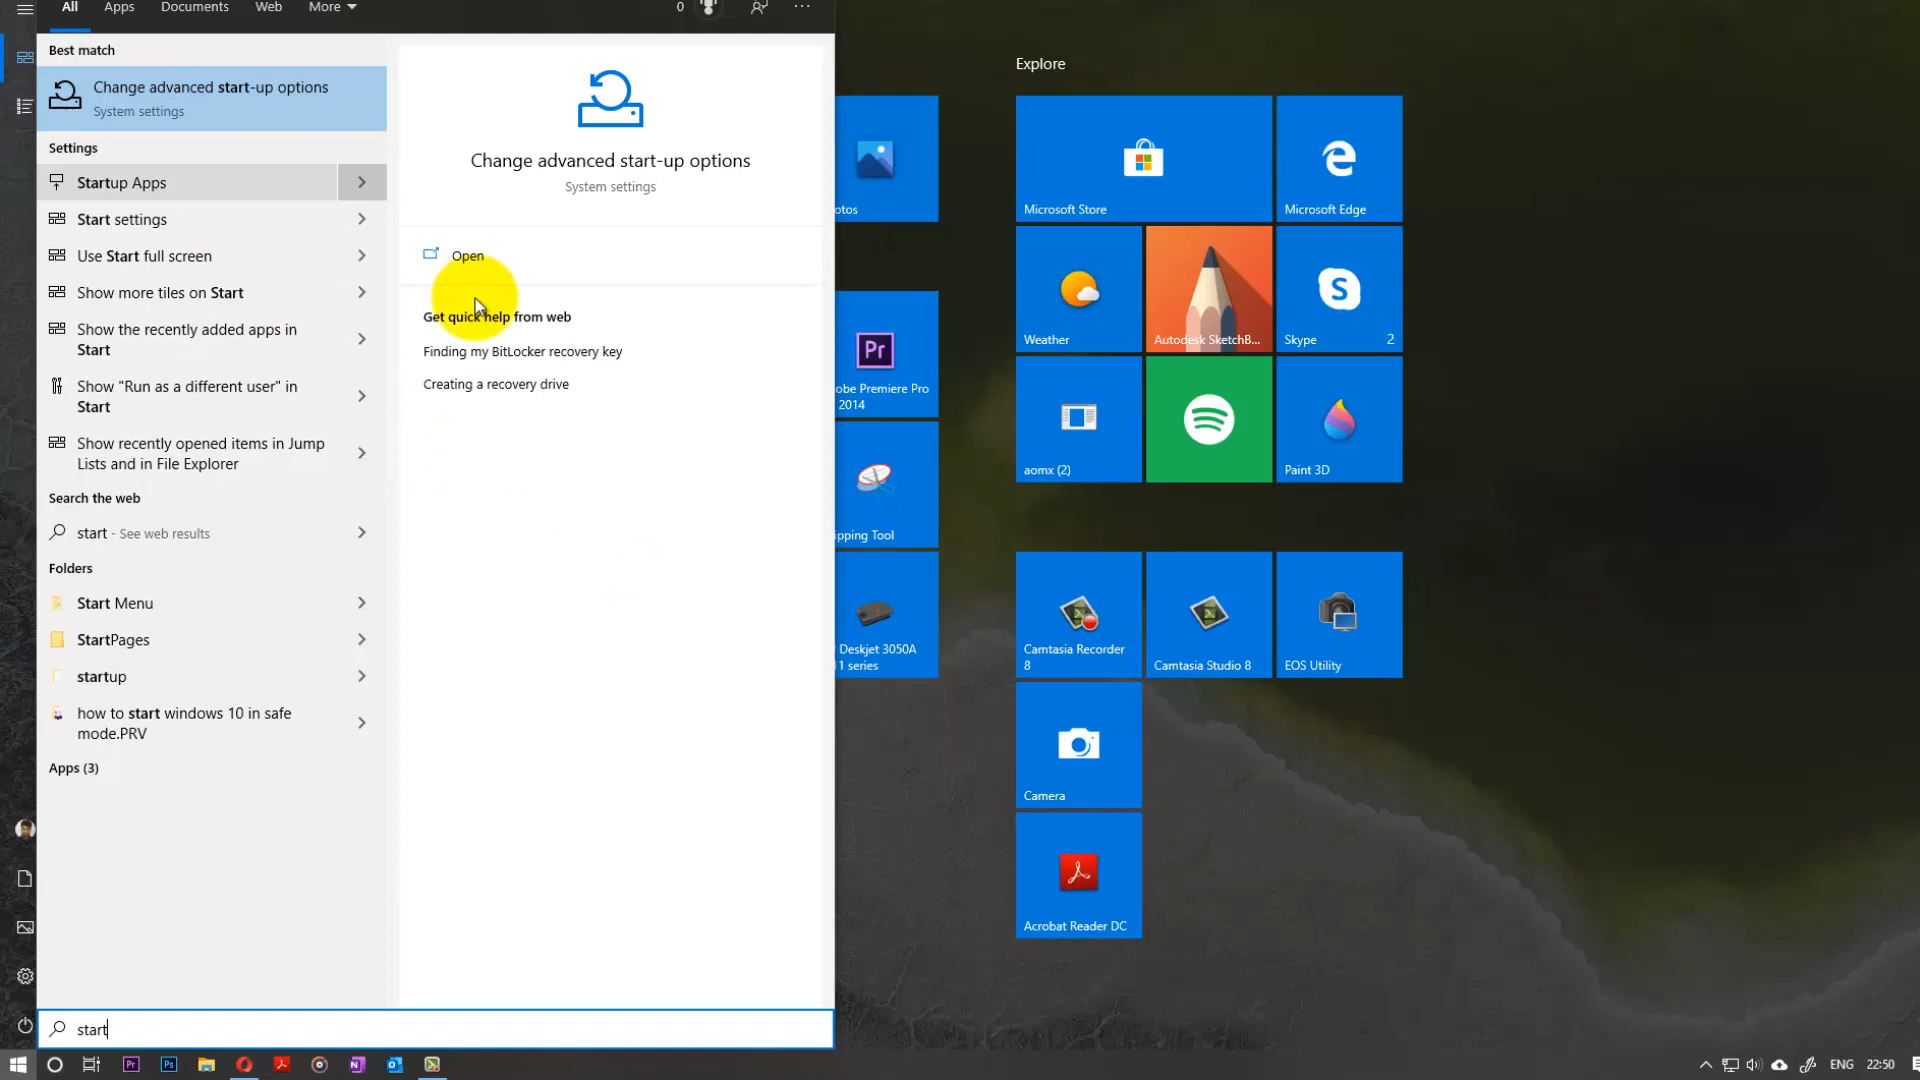 All Apps Documents Web More 0 ...
Best match
Change advanced start-up options
System settings
Settings
Startup Apps
Start settings
Use Start full screen
Show more tiles on Start
Show the recently added apps in
Start
Show "Run as a different user" in
Start
Show recently opened items in Jump
Lists and in File Explorer
Search the web
start - See web results
Folders
Start Menu
StartPages
startup
how to start windows 10 in safe
mode.PRV
Apps (3)
start
Change advanced start-up options
System settings
Open
Get quick help from web
Finding my BitLocker recovery key
Creating a recovery drive
otos
Pr
obe Premiere Pro
2014
ipping Tool
Deskjet 3050A
1 series
Explore
Microsoft Store
Microsoft Edge
Weather
Autodesk SketchB...
Skype 2
aomx (2)
Paint 3D
Camtasia Recorder
8
Camtasia Studio 8
EOS Utility
Camera
Acrobat Reader DC
Pr Ps
ENG 22:50